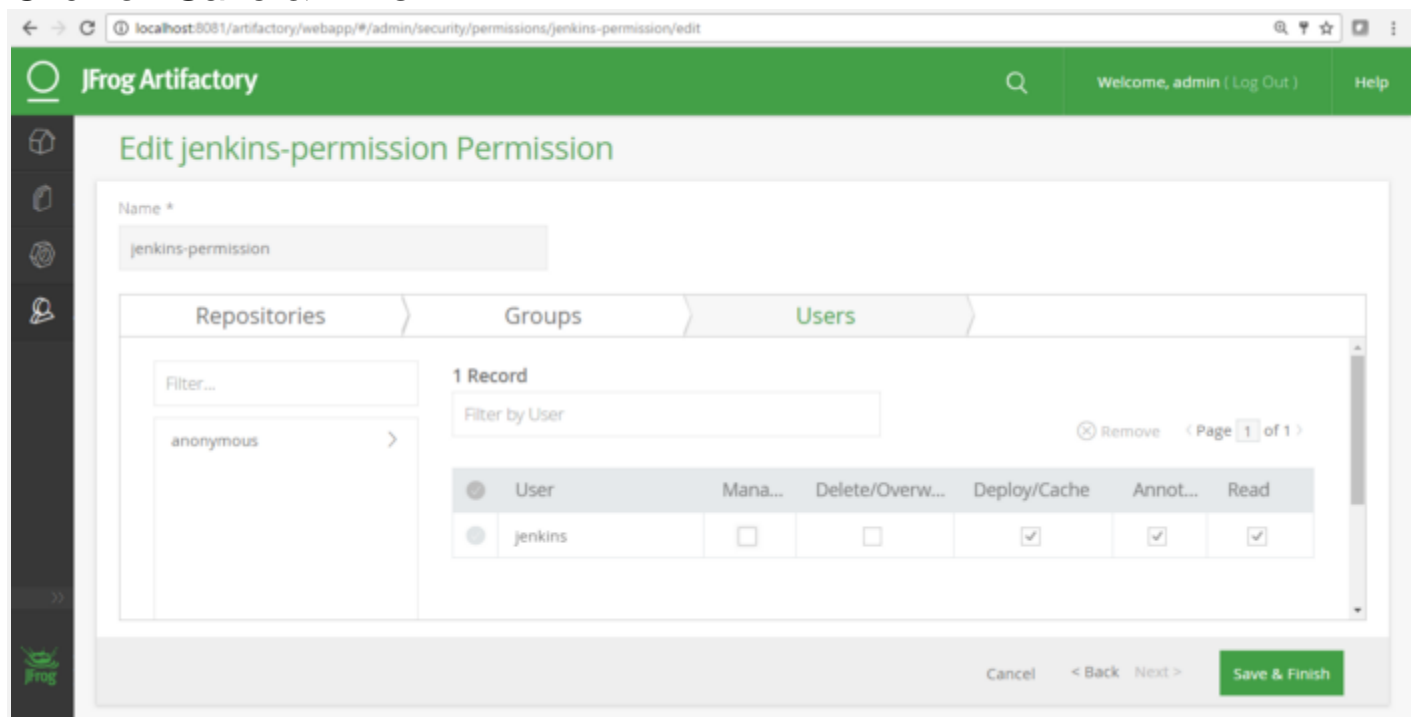 localhost:8081/artifactory/webapp/#/admin/security/permissions/jenkins-permission/edit
JFrog Artifactory
Welcome, admin ( Log Out )
Help
Edit jenkins-permission Permission
Name *
jenkins-permission
Repositories
Groups
Users
Filter...
1 Record
Filter by User
anonymous
Remove
Page 1 of 1
User
Mana...
Delete/Overw...
Deploy/Cache
Annot...
Read
jenkins
JFrog
Cancel
< Back
Next >
Save & Finish